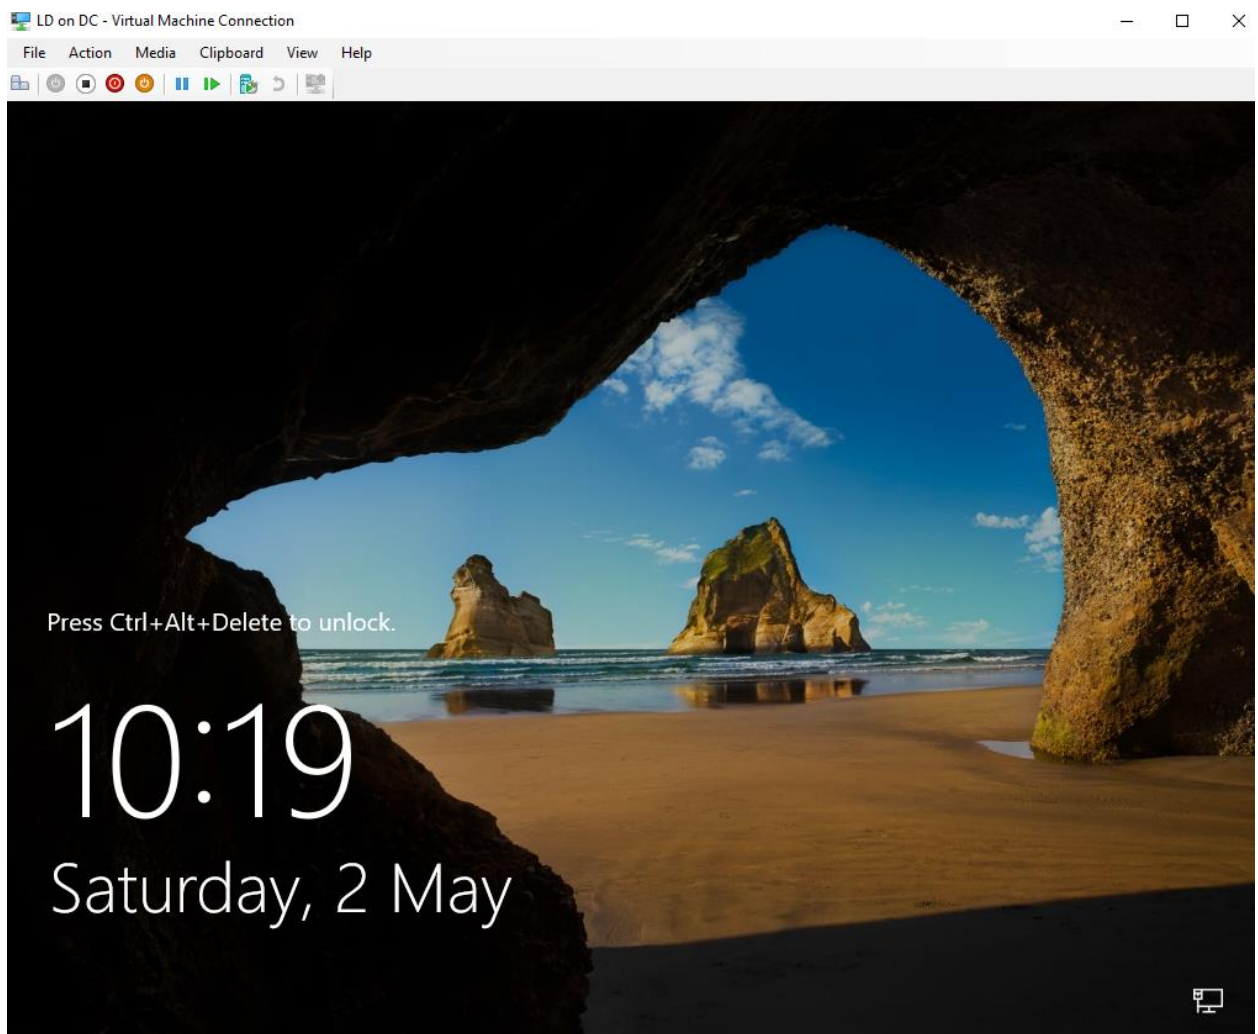 LD on DC - Virtual Machine Connection
File Action Media Clipboard View Help
Press Ctrl+Alt+Delete to unlock.
10:19
Saturday, 2 May